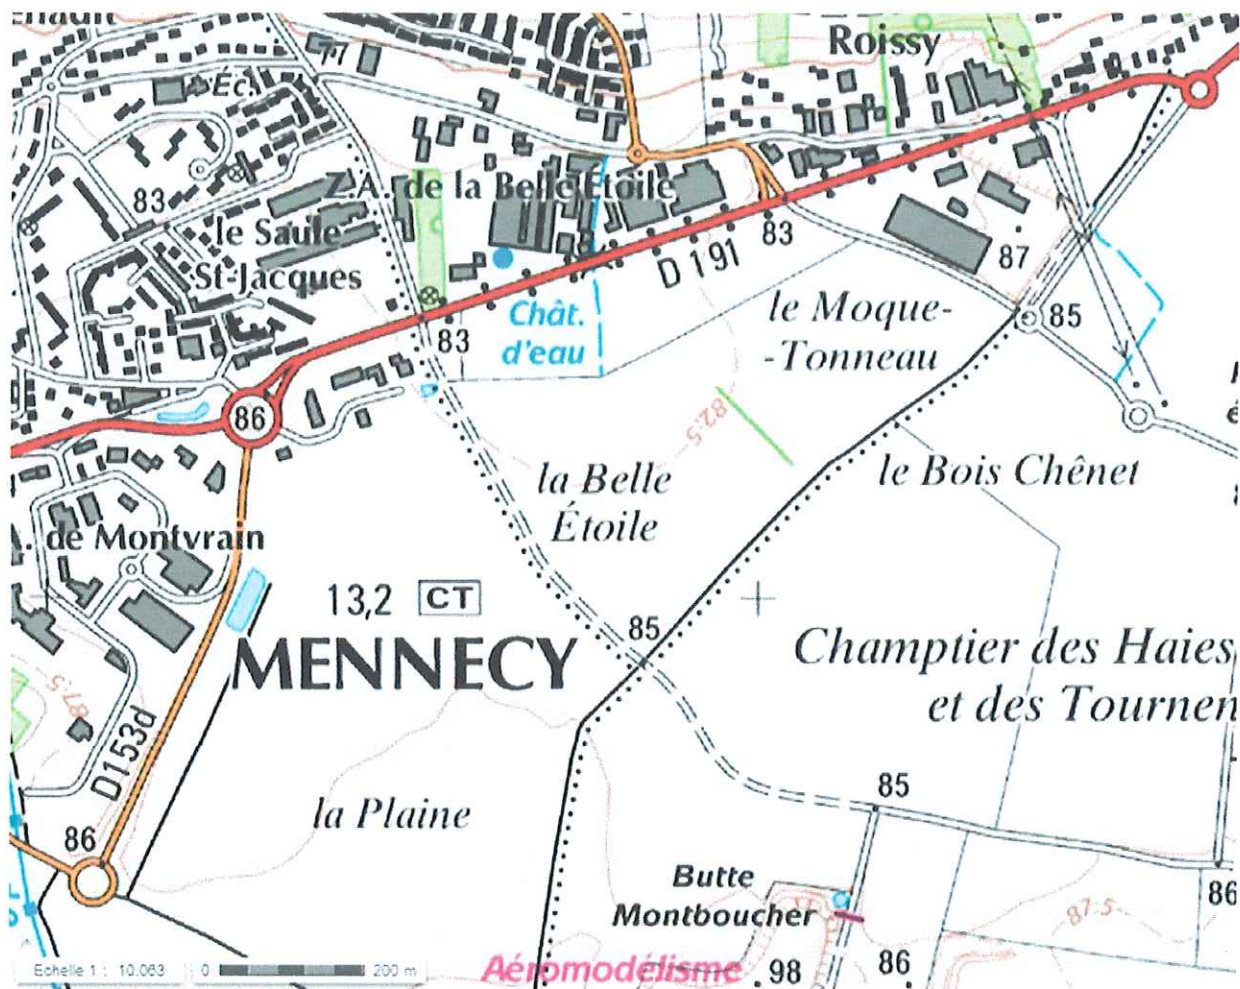 Roissy
Éc.
83
Z.A. de la Belle Étoile
le Saule
St-Jacques
D 191
83
87
Chât.
d'eau
83
le Moque-
-Tonneau
85
86
82.5
la Belle
Étoile
le Bois Chênet
de Montvrain
13,2 CT
MENNECY
85
Champtier des Haies
et des Tournen
87.5
D153d
la Plaine
85
86
Butte
Montboucher
86
87.5
Aéromodélisme
98
86
Echelle 1 : 10.063
0 200 m